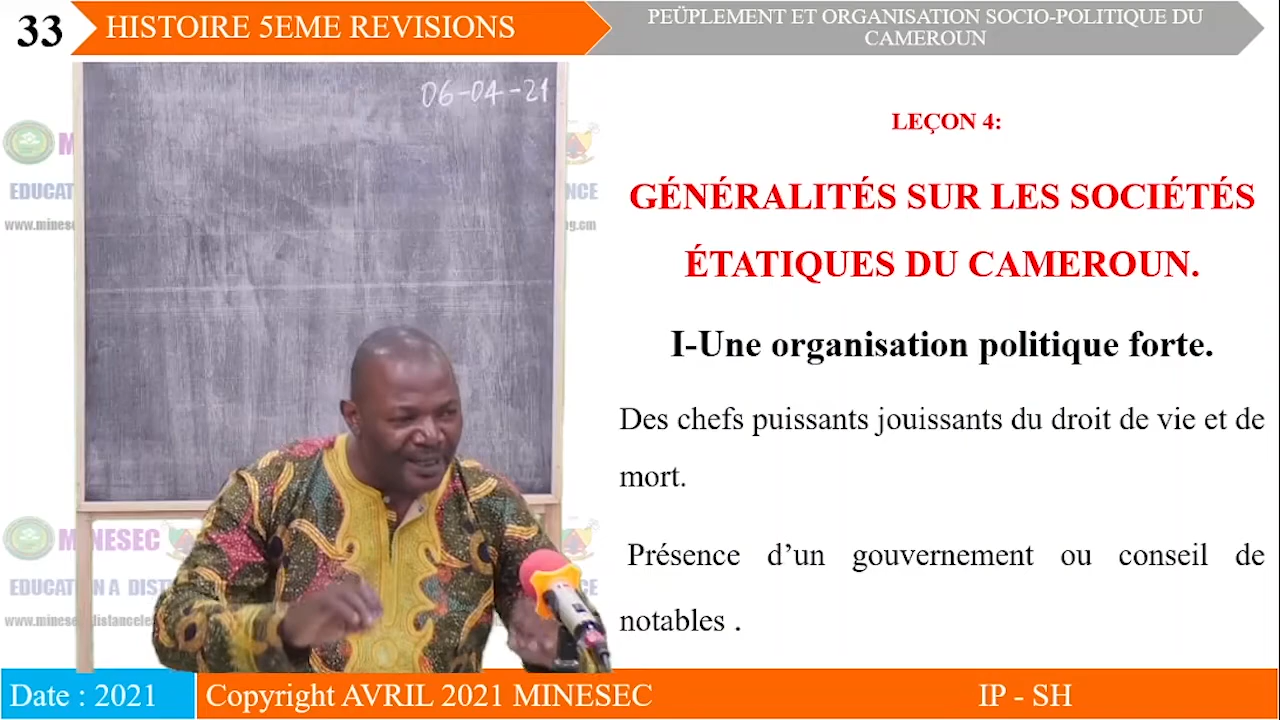 33
HISTOIRE 5EME REVISIONS
PEÜPLEMENT ET ORGANISATION SOCIO-POLITIQUE DU
CAMEROUN
06-04-21
LEÇON 4:
GÉNÉRALITÉS SUR LES SOCIÉTÉS
ÉTATIQUES DU CAMEROUN.
I-Une organisation politique forte.
Des chefs puissants jouissants du droit de vie et de
mort.
Présence d’un gouvernement ou conseil de
notables .
MINESEC
EDUCATION A DIST
Date : 2021
Copyright AVRIL 2021 MINESEC
IP - SH